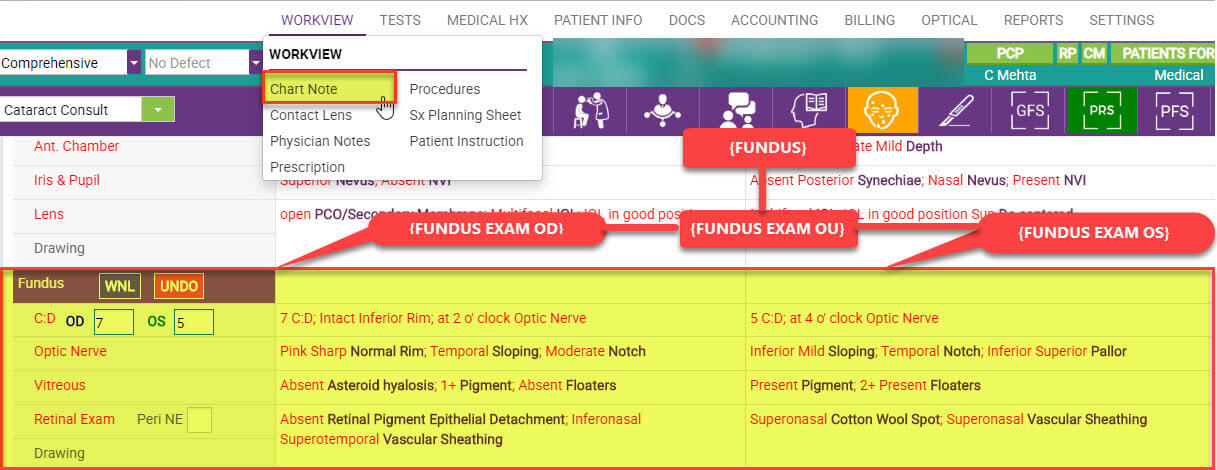 WORKVIEW TESTS MEDICAL HX PATIENT INFO DOCS ACCOUNTING BILLING OPTICAL REPORTS SETTINGS
WORKVIEW
Chart Note Procedures
Contact Lens Sx Planning Sheet
Physician Notes Patient Instruction
Prescription
Comprehensive No Defect
PCP RP CM PATIENTS FOR
C Mehta Medical
Cataract Consult
GFS PRS PFS
{FUNDUS}
Ant. Chamber
Mild Depth
Iris & Pupil Superior Nevus; Absent NVI Absent Posterior Synechiae; Nasal Nevus; Present NVI
Lens open PCO/Secondary Membrane; Multifocal IOL; IOL in good position IOL in good position Sup
Drawing
{FUNDUS EXAM OD} {FUNDUS EXAM OU} {FUNDUS EXAM OS}
Fundus WNL UNDO
C:D OD 7 OS 5 7 C:D; Intact Inferior Rim; at 2 o' clock Optic Nerve 5 C:D; at 4 o' clock Optic Nerve
Optic Nerve Pink Sharp Normal Rim; Temporal Sloping; Moderate Notch Inferior Mild Sloping; Temporal Notch; Inferior Superior Pallor
Vitreous Absent Asteroid hyalosis; 1+ Pigment; Absent Floaters Present Pigment; 2+ Present Floaters
Retinal Exam Peri NE Absent Retinal Pigment Epithelial Detachment; Inferonasal Superonasal Cotton Wool Spot; Superonasal Vascular Sheathing
Superotemporal Vascular Sheathing
Drawing